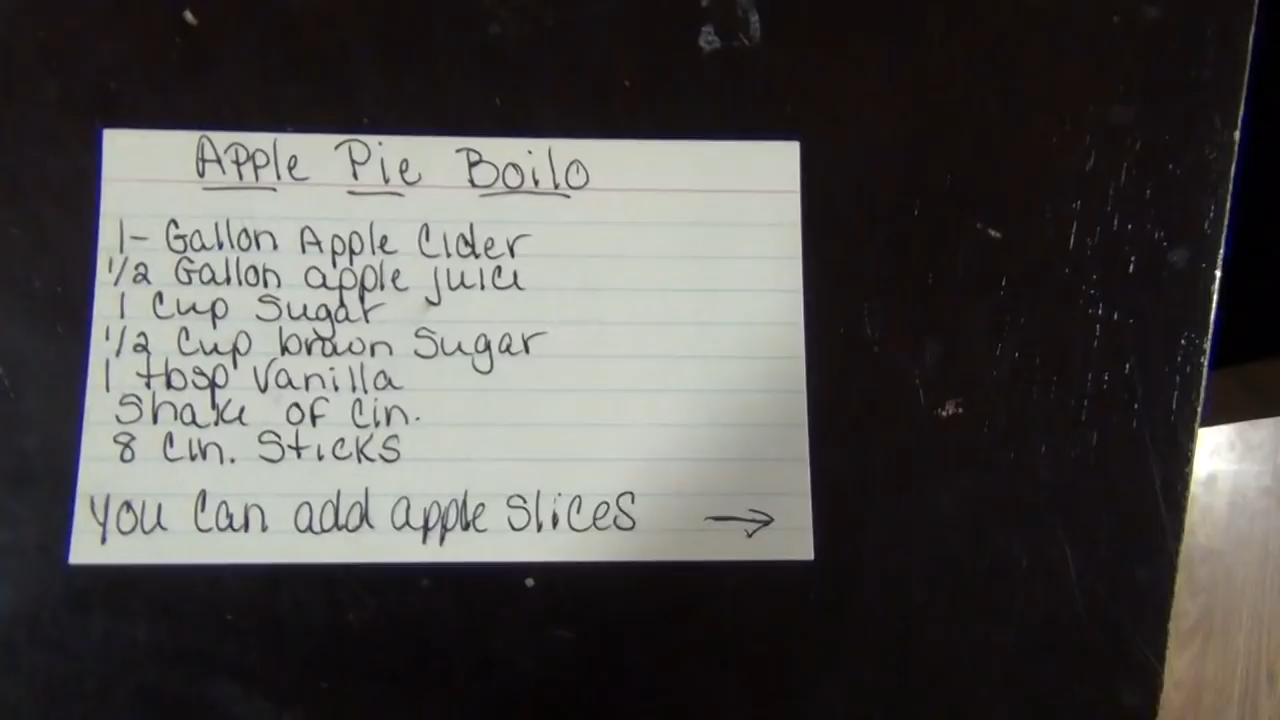 Apple Pie Boilo
1- Gallon Apple Cider
1/2 Gallon apple juice
1 Cup Sugar
1/2 Cup brown Sugar
1 tbsp Vanilla
Shake of Cin.
8 Cin. Sticks
you can add apple slices →